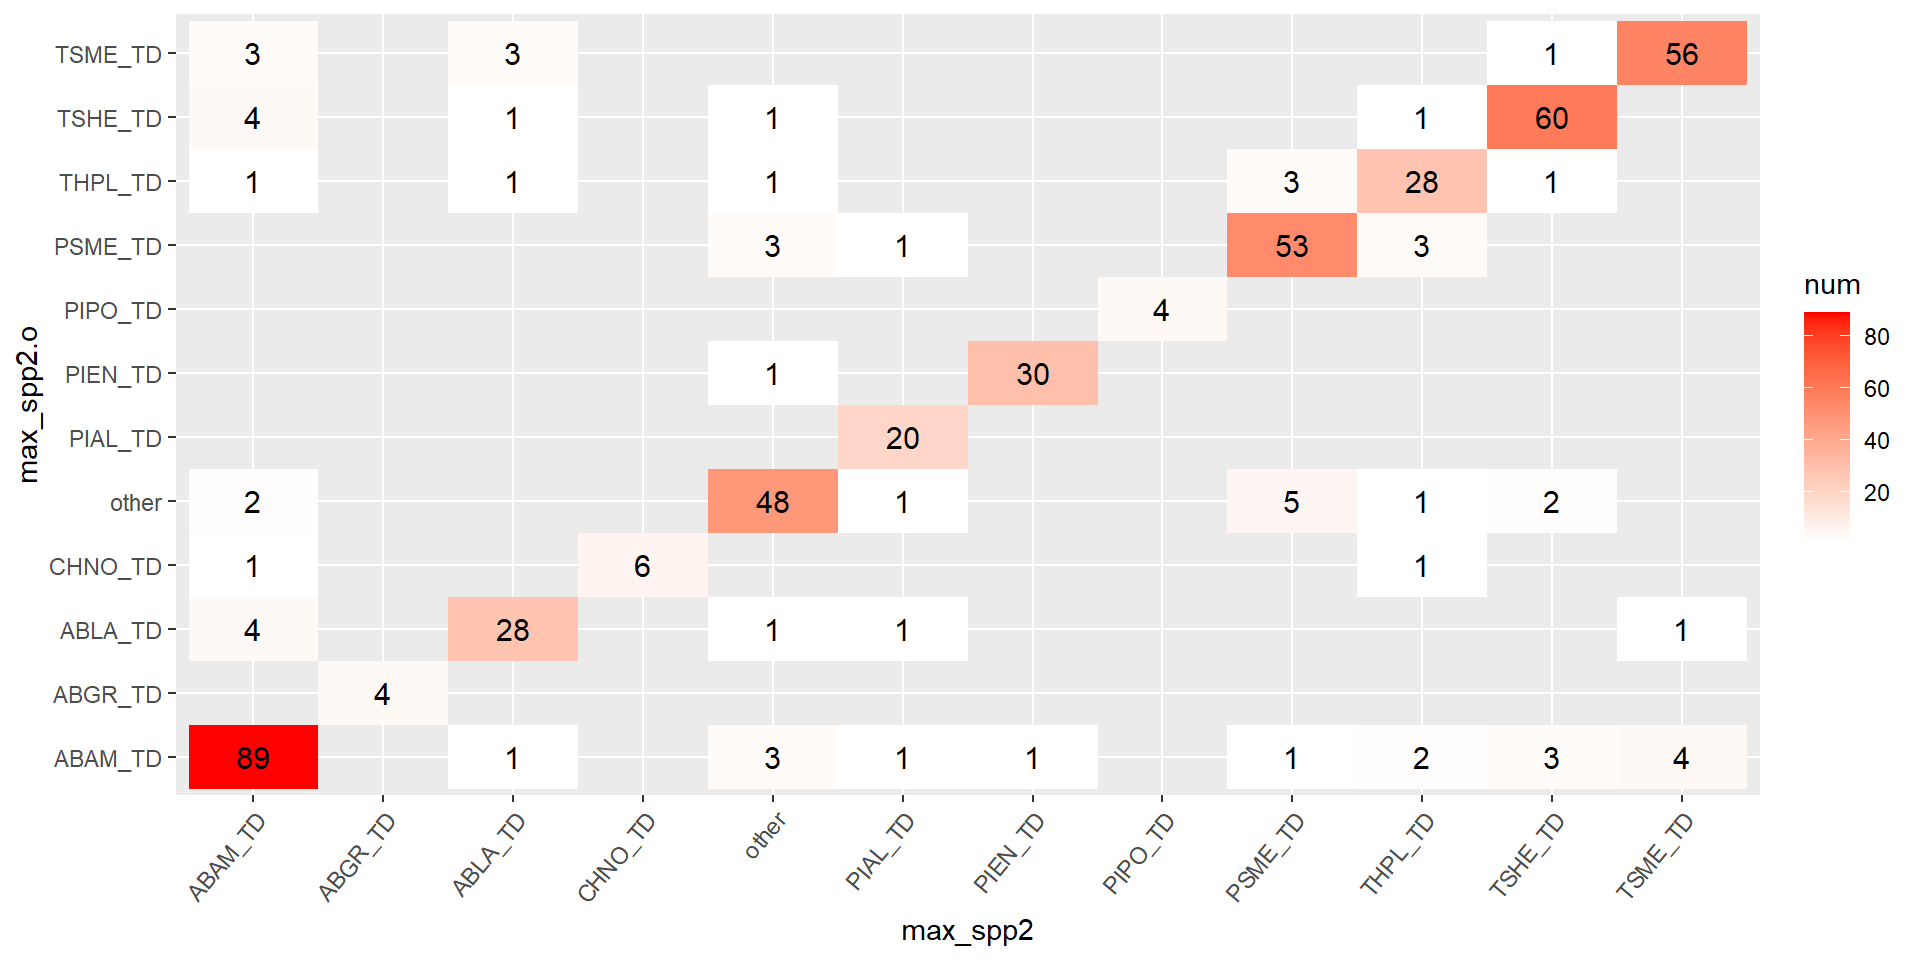 TSME_TD 3 3 1 56
TSHE_TD 4 1 1 1 60
THPL_TD 1 1 1 3 28 1
PSME_TD 3 1 53 3
PIPO_TD 4
PIEN_TD 1 30
PIAL_TD 20
other 2 48 1 5 1 2
CHNO_TD 1 6 1
ABLA_TD 4 28 1 1 1
ABGR_TD 4
ABAM_TD 89 1 3 1 1 1 2 3 4
max_spp2.o
ABAM_TD ABGR_TD ABLA_TD CHNO_TD other PIAL_TD PIEN_TD PIPO_TD PSME_TD THPL_TD TSHE_TD TSME_TD
max_spp2
num
80
60
40
20